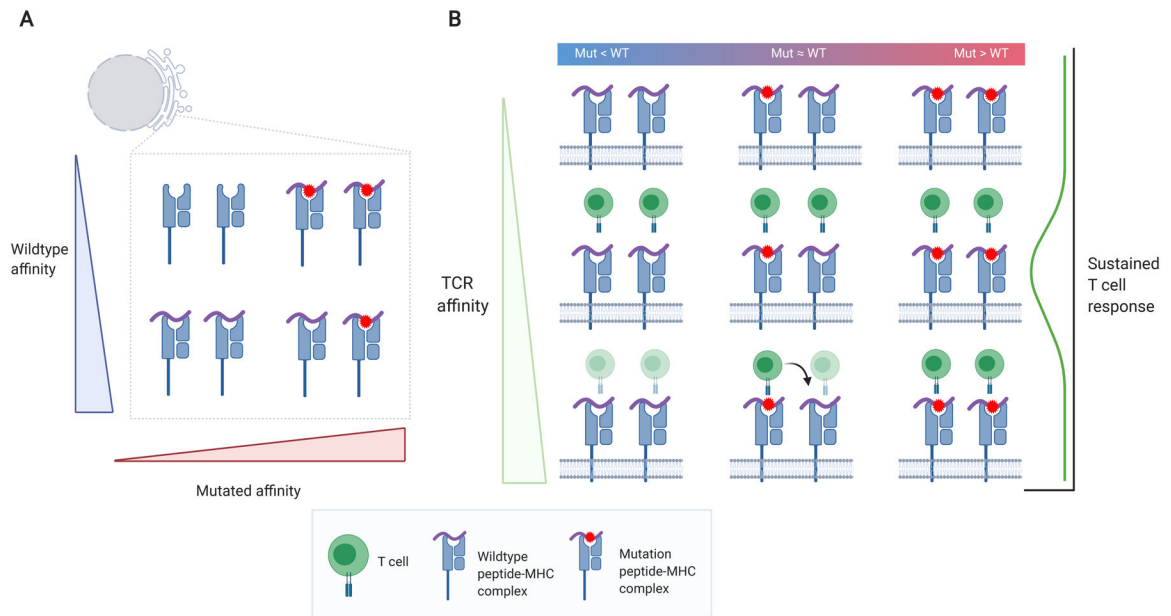 A
B
Mut < WT
Mut ≈ WT
Mut > WT
Wildtype
affinity
Mutated affinity
TCR
affinity
Sustained
T cell
response
T cell
Wildtype
peptide-MHC
complex
Mutation
peptide-MHC
complex